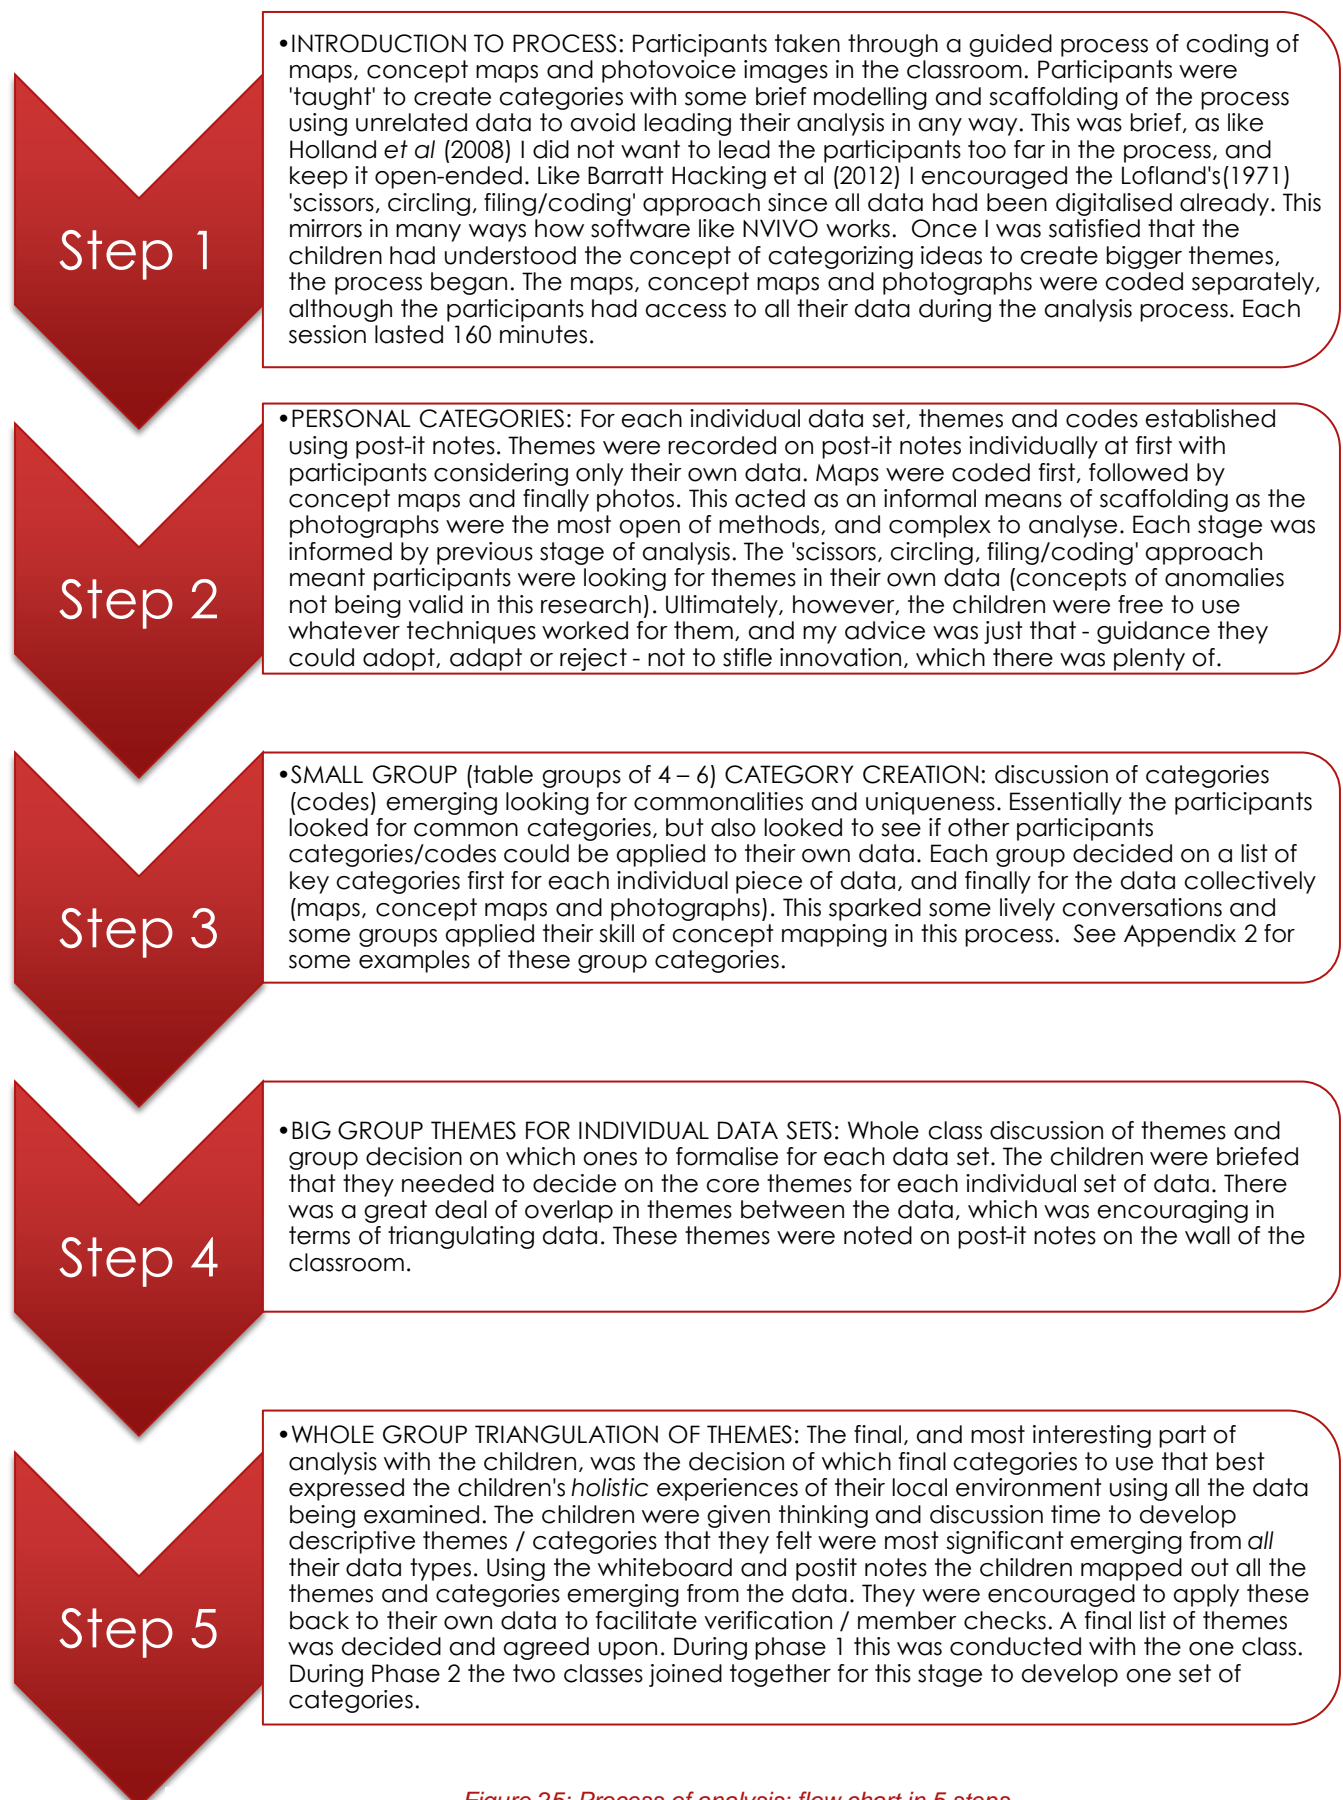 Step 1
•INTRODUCTION TO PROCESS: Participants taken through a guided process of coding of
maps, concept maps and photovoice images in the classroom. Participants were
'taught' to create categories with some brief modelling and scaffolding of the process
using unrelated data to avoid leading their analysis in any way. This was brief, as like
Holland et al (2008) I did not want to lead the participants too far in the process, and
keep it open-ended. Like Barratt Hacking et al (2012) I encouraged the Lofland's(1971)
'scissors, circling, filing/coding' approach since all data had been digitalised already. This
mirrors in many ways how software like NVIVO works. Once I was satisfied that the
children had understood the concept of categorizing ideas to create bigger themes,
the process began. The maps, concept maps and photographs were coded separately,
although the participants had access to all their data during the analysis process. Each
session lasted 160 minutes.
Step 2
•PERSONAL CATEGORIES: For each individual data set, themes and codes established
using post-it notes. Themes were recorded on post-it notes individually at first with
participants considering only their own data. Maps were coded first, followed by
concept maps and finally photos. This acted as an informal means of scaffolding as the
photographs were the most open of methods, and complex to analyse. Each stage was
informed by previous stage of analysis. The 'scissors, circling, filing/coding' approach
meant participants were looking for themes in their own data (concepts of anomalies
not being valid in this research). Ultimately, however, the children were free to use
whatever techniques worked for them, and my advice was just that - guidance they
could adopt, adapt or reject - not to stifle innovation, which there was plenty of.
Step 3
•SMALL GROUP (table groups of 4 – 6) CATEGORY CREATION: discussion of categories
(codes) emerging looking for commonalities and uniqueness. Essentially the participants
looked for common categories, but also looked to see if other participants
categories/codes could be applied to their own data. Each group decided on a list of
key categories first for each individual piece of data, and finally for the data collectively
(maps, concept maps and photographs). This sparked some lively conversations and
some groups applied their skill of concept mapping in this process. See Appendix 2 for
some examples of these group categories.
Step 4
•BIG GROUP THEMES FOR INDIVIDUAL DATA SETS: Whole class discussion of themes and
group decision on which ones to formalise for each data set. The children were briefed
that they needed to decide on the core themes for each individual set of data. There
was a great deal of overlap in themes between the data, which was encouraging in
terms of triangulating data. These themes were noted on post-it notes on the wall of the
classroom.
Step 5
•WHOLE GROUP TRIANGULATION OF THEMES: The final, and most interesting part of
analysis with the children, was the decision of which final categories to use that best
expressed the children's holistic experiences of their local environment using all the data
being examined. The children were given thinking and discussion time to develop
descriptive themes / categories that they felt were most significant emerging from all
their data types. Using the whiteboard and postit notes the children mapped out all the
themes and categories emerging from the data. They were encouraged to apply these
back to their own data to facilitate verification / member checks. A final list of themes
was decided and agreed upon. During phase 1 this was conducted with the one class.
During Phase 2 the two classes joined together for this stage to develop one set of
categories.
Figure 25: Process of analysis: flow chart in 5 steps